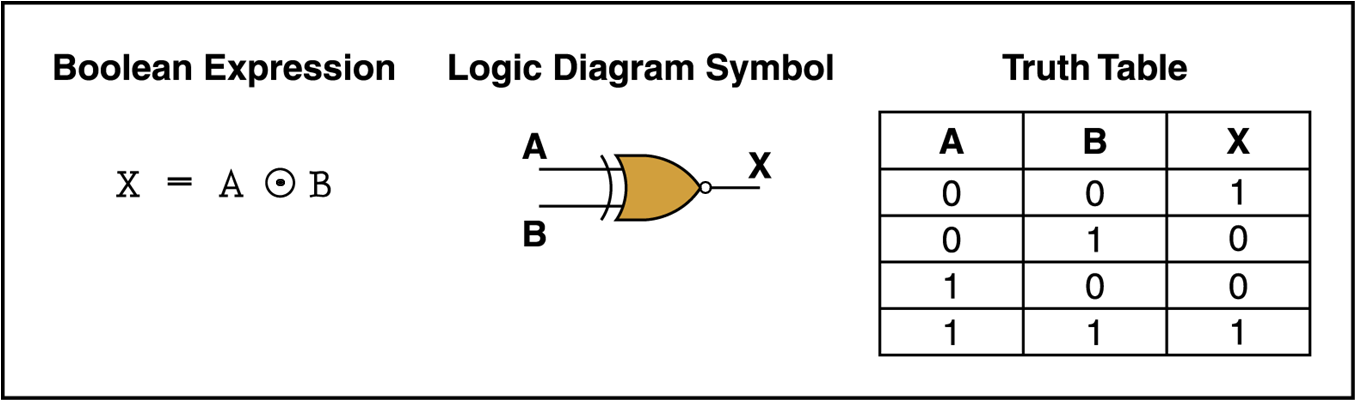 Boolean Expression
X = A ⊙ B
Logic Diagram Symbol
A
B
X
Truth Table
A B X
0 0 1
0 1 0
1 0 0
1 1 1